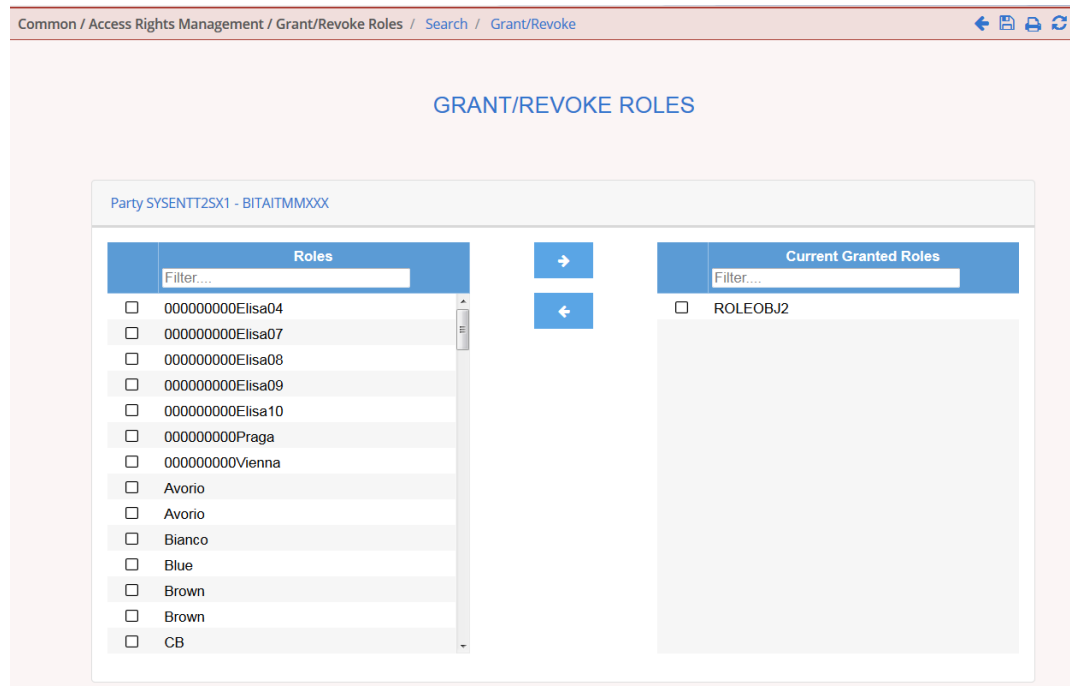 Common / Access Rights Management / Grant/Revoke Roles / Search / Grant/Revoke
GRANT/REVOKE ROLES
Party SYSENTT2SX1 - BITAITMMXXX
Roles
Filter....
000000000Elisa04
000000000Elisa07
000000000Elisa08
000000000Elisa09
000000000Elisa10
000000000Praga
000000000Vienna
Avorio
Avorio
Bianco
Blue
Brown
Brown
CB
Current Granted Roles
Filter....
ROLEOBJ2